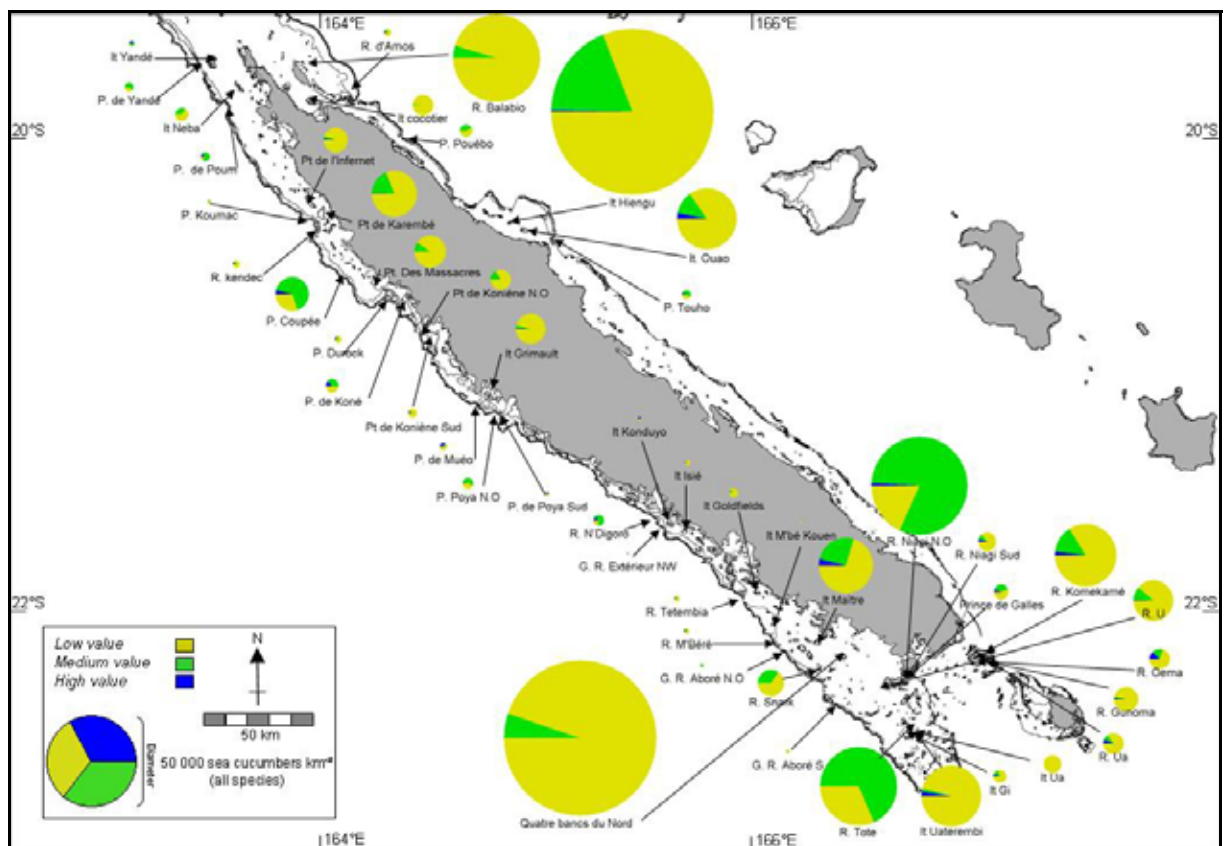 164°E
166°E
It Yandé
R. d'Amos
P. de Yandé
R. Balabio
It cocotier
It Neba
20°S
20°S
P. Pouébo
P. de Poum
Pt de l'Infernet
It Hiengu
P. Koumac
Pt de Karembé
It. Ouao
R. kendec
Pt. Des Massacres
Pt de Koniène N.O
P. Touho
P. Coupée
P. Durock
It Grimault
P. de Koné
Pt de Koniène Sud
It Konduyo
P. de Muéo
It Isié
P. Poya N.O
P. de Poya Sud
It Goldfields
R. N'Digoro
It M'bé Kouen
R. Niagi N.O
R. Niagi Sud
G. R. Extérieur NW
R. Komekamé
It Maître
Prince de Galles
22°S
22°S
R. Tetembia
R. U
R. M'Béré
R. Gunoma
G. R. Aboré N.O
R. Snark
R. Ua
G. R. Aboré S
It Ua
It Gi
Quatre bancs du Nord
R. Tote
It Uaterembi
Low value
Medium value
High value
N
50 km
Diameter
50 000 sea cucumbers km
(all species)
164°E
166°E